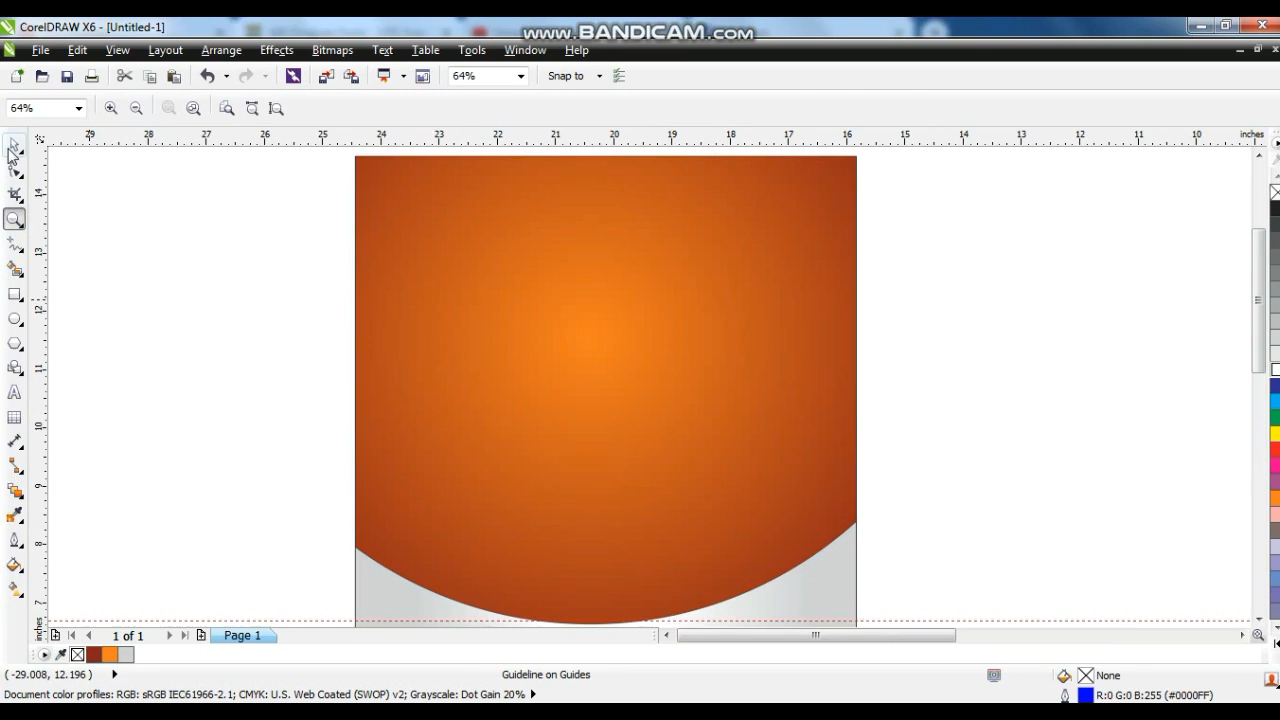 CorelDRAW X6 - [Untitled-1]
www.BANDICAM.com
File Edit View Layout Arrange Effects Bitmaps Text Table Tools Window Help
64% Snap to
64%
29 28 27 26 25 24 23 22 21 20 19 18 17 16 15 14 13 12 11 10 inches
14
13
12
11
10
9
8
7
inches
1 of 1 Page 1
( -29.008, 12.196 ) Guideline on Guides None
Document color profiles: RGB: sRGB IEC61966-2.1; CMYK: U.S. Web Coated (SWOP) v2; Grayscale: Dot Gain 20% R:0 G:0 B:255 (#0000FF)